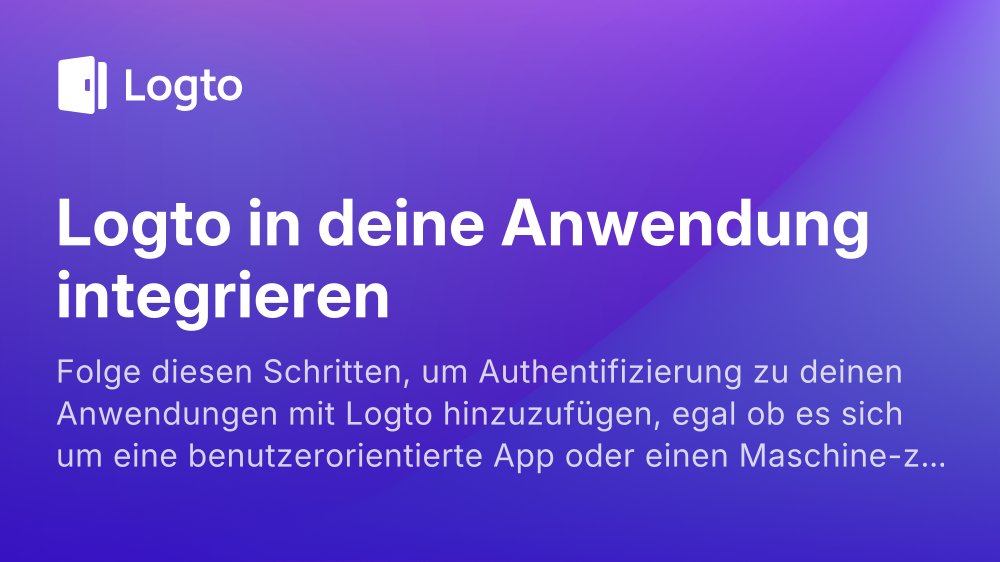 Logto
Logto in deine Anwendung
integrieren
Folge diesen Schritten, um Authentifizierung zu deinen
Anwendungen mit Logto hinzuzufügen, egal ob es sich
um eine benutzerorientierte App oder einen Maschine-z...